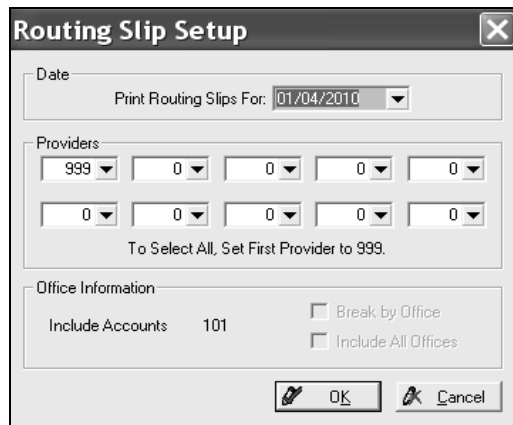 Routing Slip Setup
Date
Print Routing Slips For: 01/04/2010
Providers
999 0 0 0 0
0 0 0 0 0
To Select All, Set First Provider to 999.
Office Information
Include Accounts 101
Break by Office
Include All Offices
OK Cancel